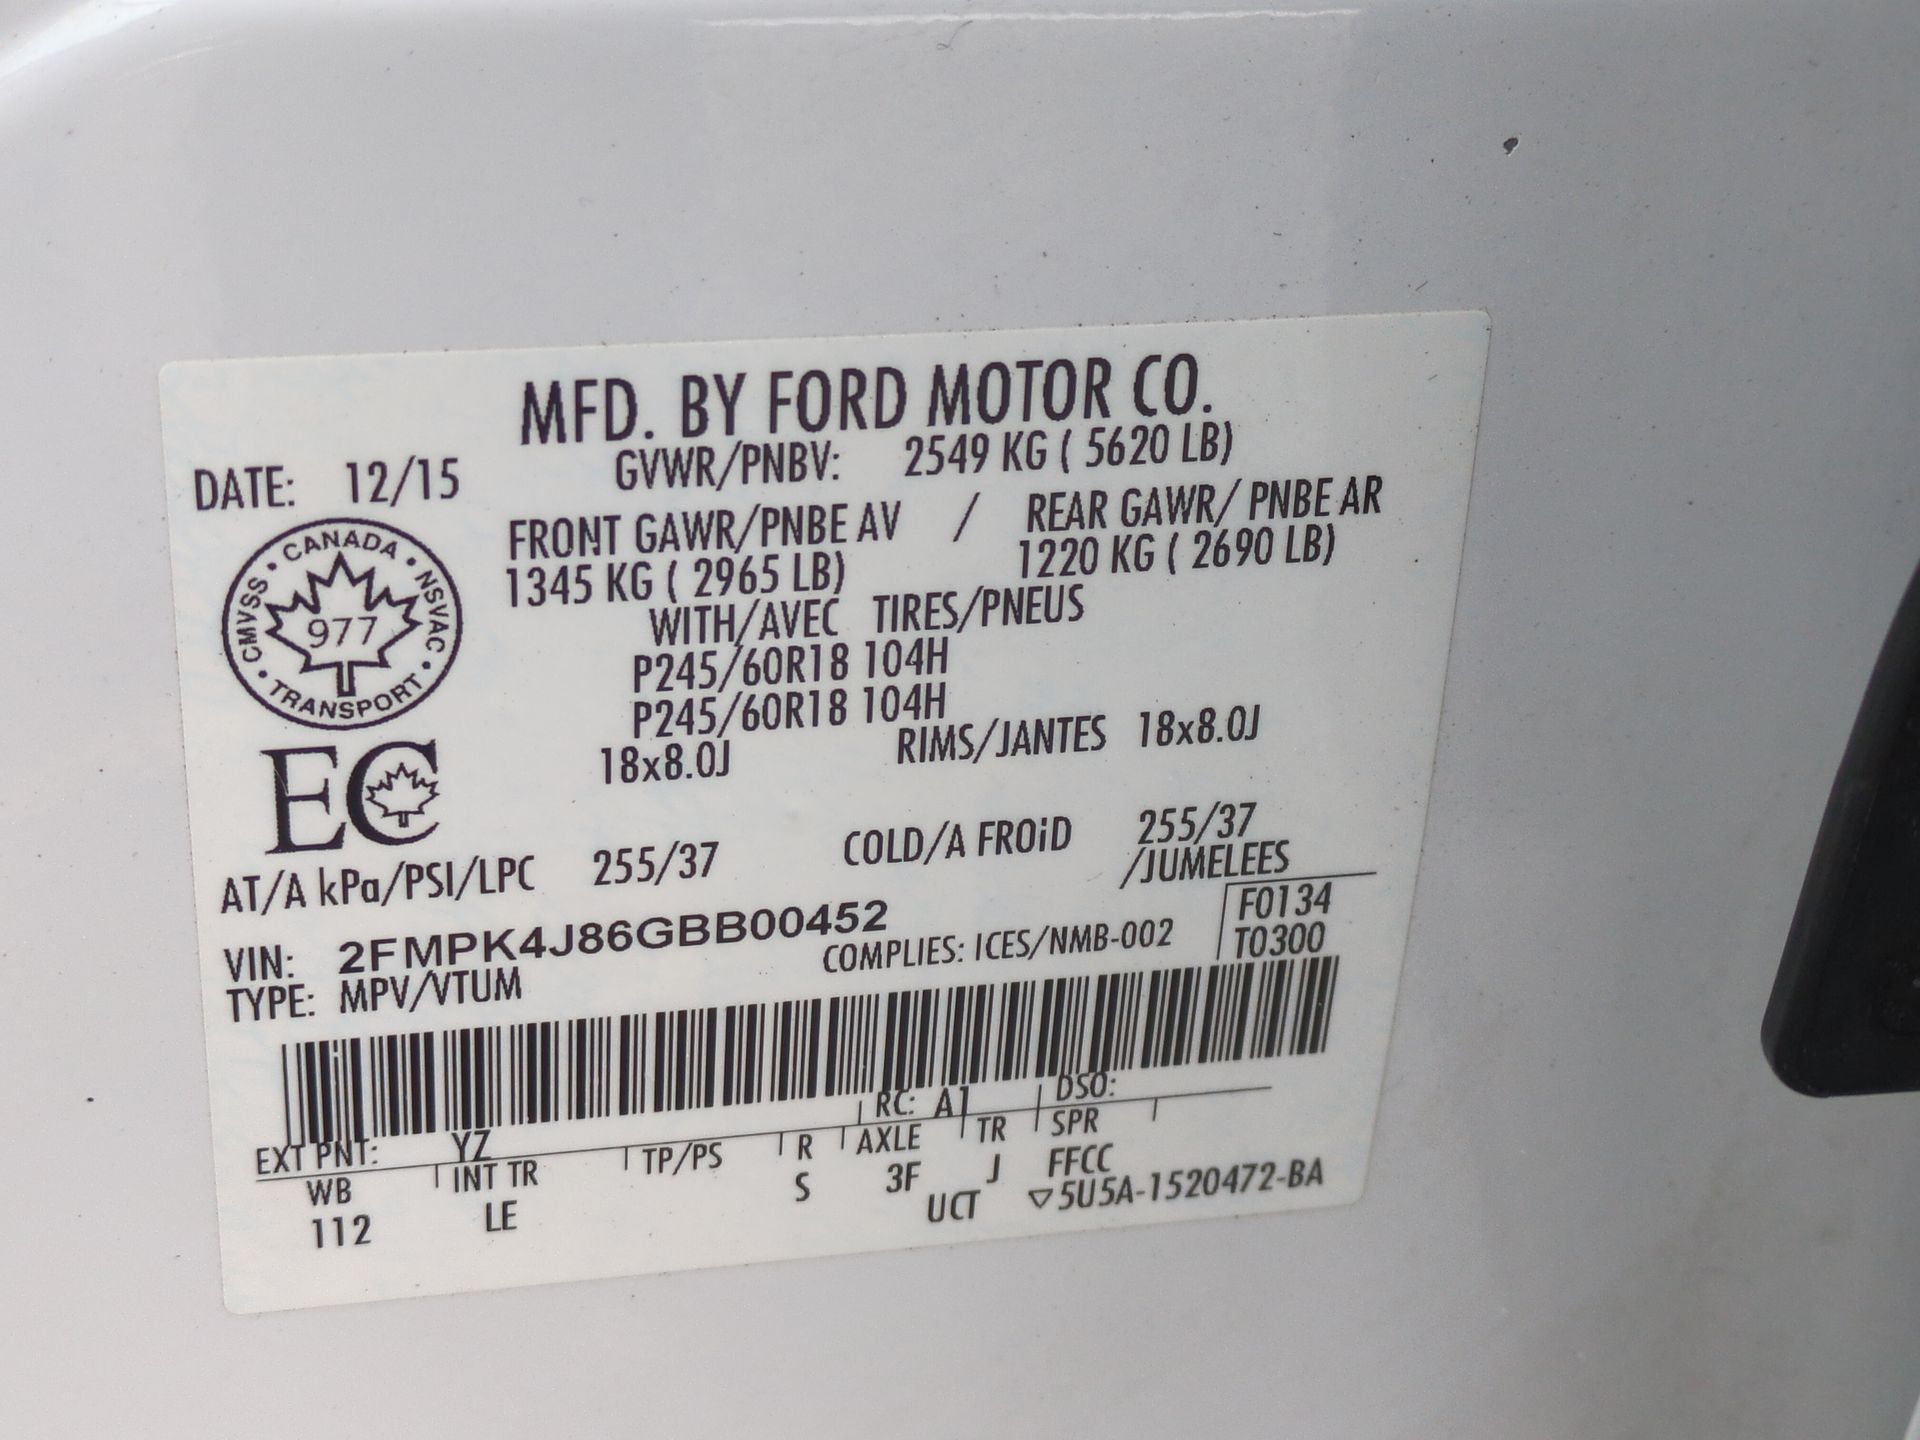 MFD. BY FORD MOTOR CO.
DATE: 12/15 GVWR/PNBV: 2549 KG ( 5620 LB)
FRONT GAWR/PNBE AV / REAR GAWR/ PNBE AR
1345 KG ( 2965 LB) 1220 KG ( 2690 LB)
WITH/AVEC TIRES/PNEUS
P245/60R18 104H
P245/60R18 104H
18x8.0J RIMS/JANTES 18x8.0J
CANADA • NSVAC • TRANSPORT • CMVSS •
977
EC
AT/A kPa/PSI/LPC 255/37 COLD/A FROiD 255/37
/JUMELEES
VIN: 2FMPK4J86GBB00452 F0134
TYPE: MPV/VTUM COMPLIES: ICES/NMB-002 T0300
EXT PNT: YZ RC: A1 DSO:
WB INT TR TP/PS R AXLE TR SPR
112 LE S 3F J FFCC
UCT ▽5U5A-1520472-BA